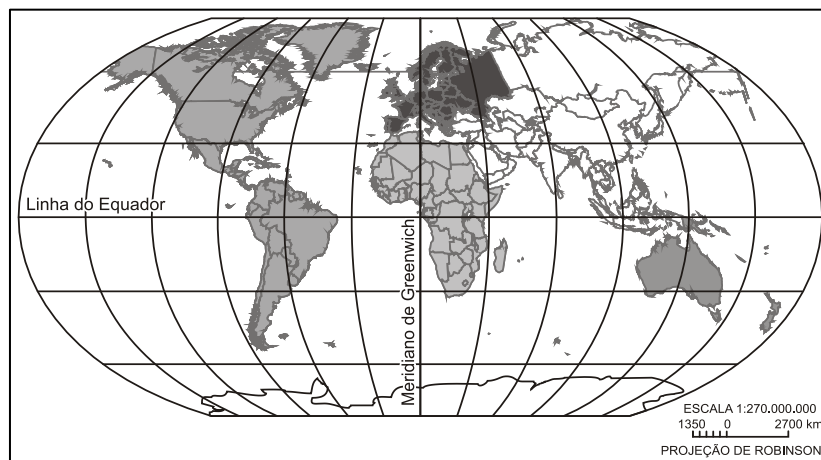 Linha do Equador
Meridiano de Greenwich
ESCALA 1:270.000.000
1350 0 2700 km
PROJEÇÃO DE ROBINSON